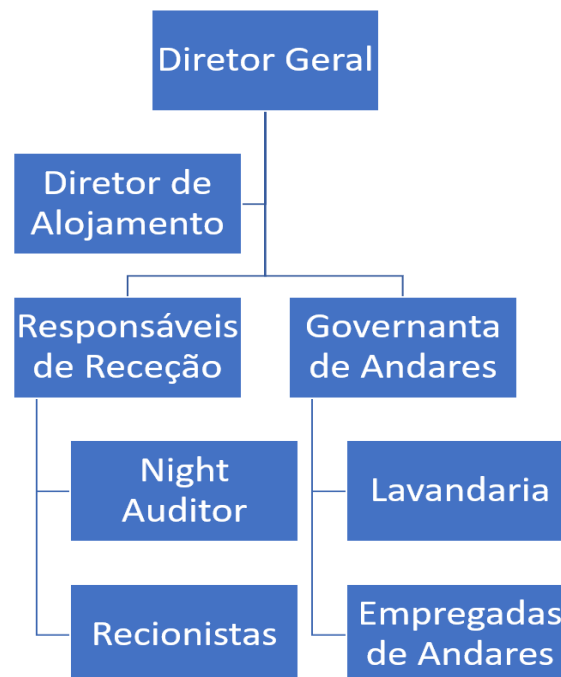 Diretor Geral
Diretor de
Alojamento
Responsáveis
de Receção
Governanta
de Andares
Night
Auditor
Lavandaria
Recionistas
Empregadas
de Andares